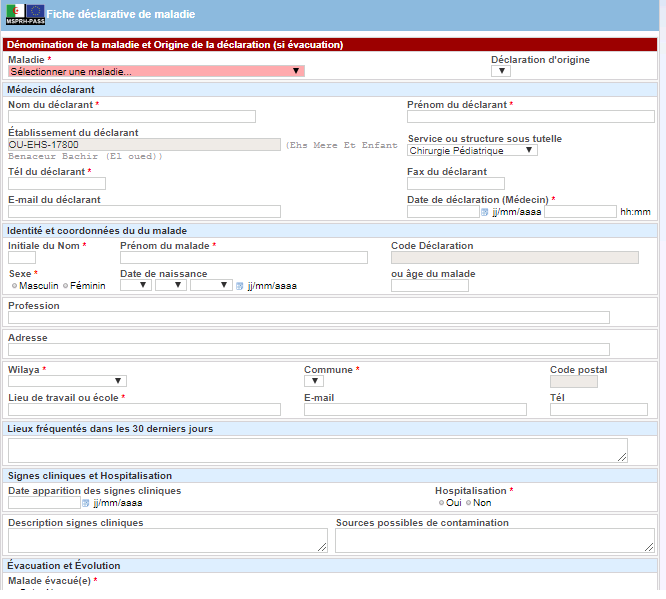 MSPRH-PASS
Fiche déclarative de maladie
Dénomination de la maladie et Origine de la déclaration (si évacuation)
Maladie * Déclaration d'origine
Sélectionner une maladie...
Médecin déclarant
Nom du déclarant * Prénom du déclarant *
Établissement du déclarant Service ou structure sous tutelle
OU-EHS-17800 (Ehs Mere Et Enfant Chirurgie Pédiatrique
Benaceur Bachir (El oued))
Tél du déclarant * Fax du déclarant
E-mail du déclarant Date de déclaration (Médecin) *
jj/mm/aaaa hh:mm
Identité et coordonnées du du malade
Initiale du Nom * Prénom du malade * Code Déclaration
Sexe * Date de naissance ou âge du malade
Masculin Féminin jj/mm/aaaa
Profession
Adresse
Wilaya * Commune * Code postal
Lieu de travail ou école * E-mail Tél
Lieux fréquentés dans les 30 derniers jours
Signes cliniques et Hospitalisation
Date apparition des signes cliniques Hospitalisation *
jj/mm/aaaa Oui Non
Description signes cliniques Sources possibles de contamination
Évacuation et Évolution
Malade évacué(e) *